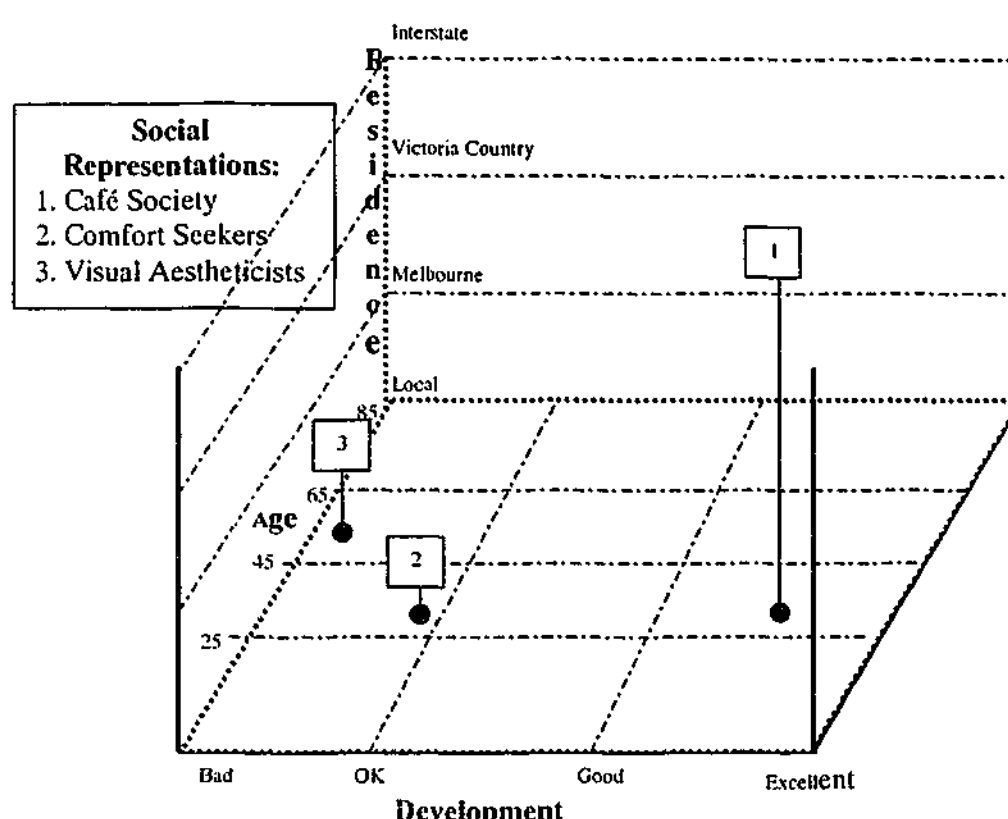 Interstate
Residence
Social
Representations:
1. Café Society
2. Comfort Seekers
3. Visual Aestheticists
Victoria Country
1
Melbourne
Local
85
3
65
Age
2
45
25
Bad OK Good Excellent
Development